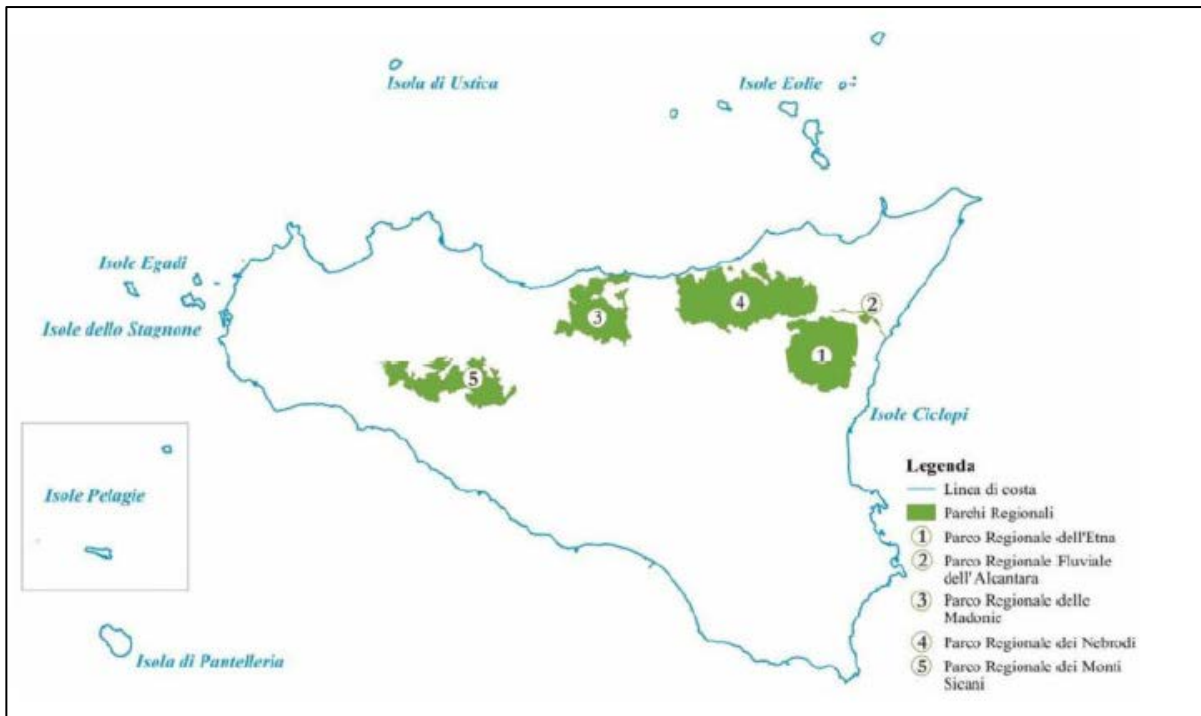 Isola di Ustica
Isole Eolie
Isole Egadi
Isole dello Stagnone
3
4
2
1
5
Isole Ciclopi
Isole Pelagie
Isola di Pantelleria
Legenda
Linea di costa
Parchi Regionali
1 Parco Regionale dell'Etna
2 Parco Regionale Fluviale
dell'Alcantara
3 Parco Regionale delle
Madonie
4 Parco Regionale dei Nebrodi
5 Parco Regionale dei Monti
Sicani